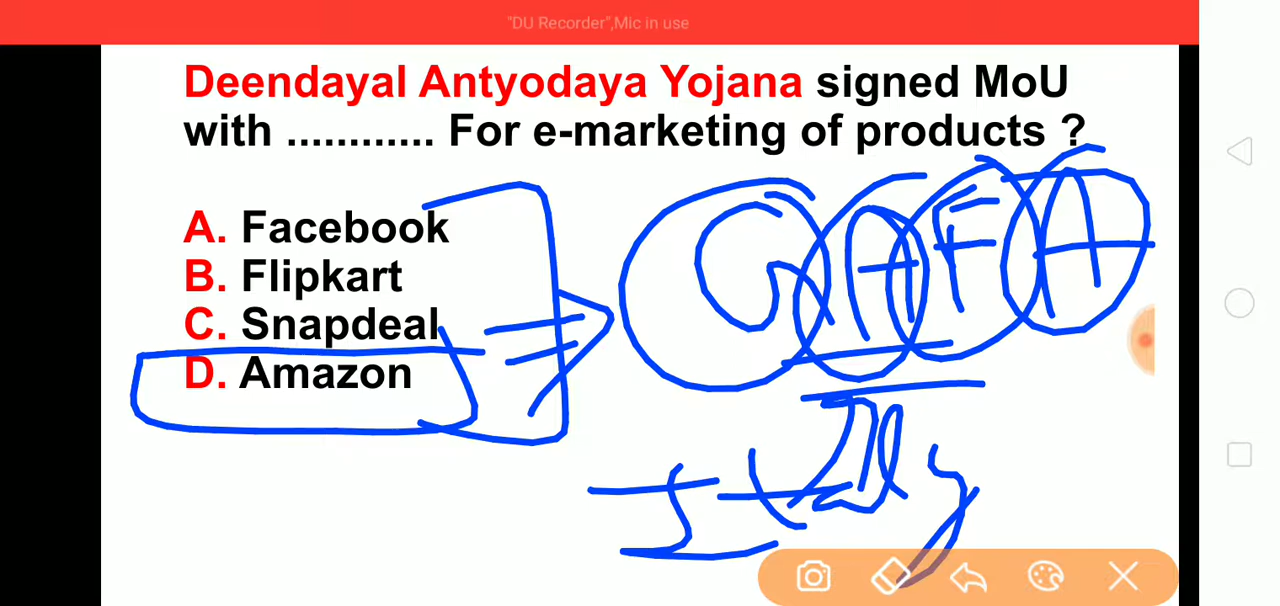 "DU Recorder",Mic in use
Deendayal Antyodaya Yojana signed MoU
with ............ For e-marketing of products ?
A. Facebook
B. Flipkart
C. Snapdeal
D. Amazon
GAFA
Italy